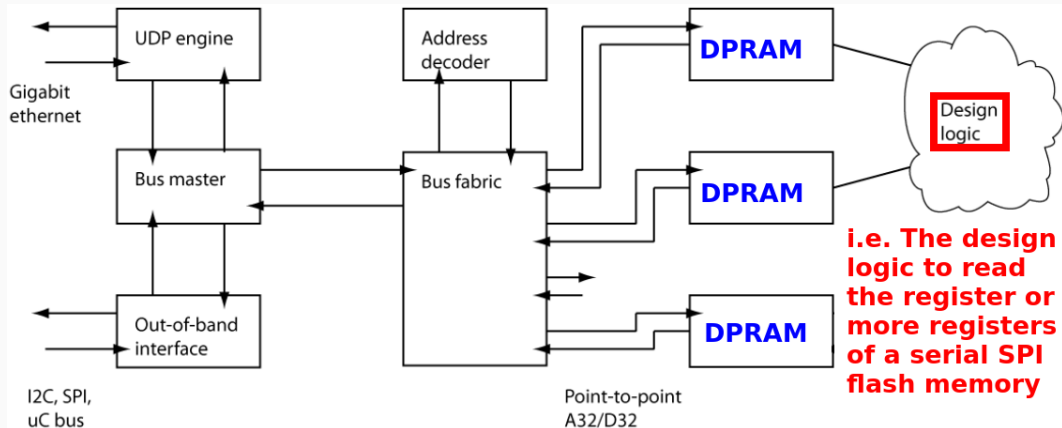 UDP engine
Gigabit
ethernet
Address
decoder
DPRAM
Design
logic
Bus master
Bus fabric
DPRAM
i.e. The design
logic to read
the register or
more registers
of a serial SPI
flash memory
Out-of-band
interface
DPRAM
I2C, SPI,
uC bus
Point-to-point
A32/D32